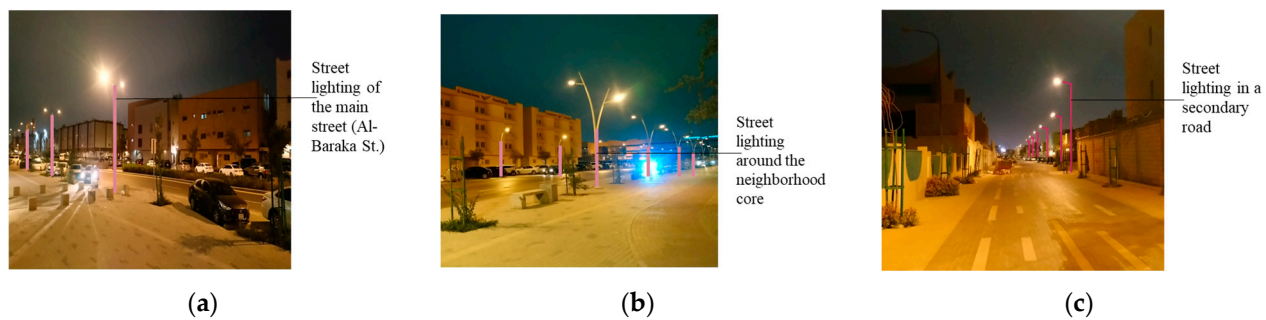 Street
lighting of
the main
street (Al-
Baraka St.)
Street
lighting
around the
neighborhood
core
Street
lighting in a
secondary
road
(a)
(b)
(c)